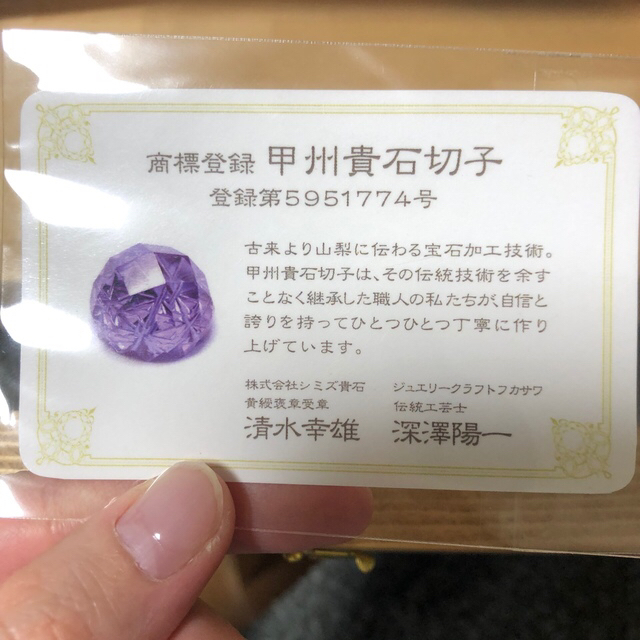 商標登録 甲州貴石切子
登録第5951774号
古来より山梨に伝わる宝石加工技術。
甲州貴石切子は、その伝統技術を余す
ことなく継承した職人の私たちが、自信と
誇りを持ってひとつひとつ丁寧に作り
上げています。
株式会社シミズ貴石
黄綬褒章受章
清水幸雄
ジュエリークラフトフカサワ
伝統工芸士
深澤陽一